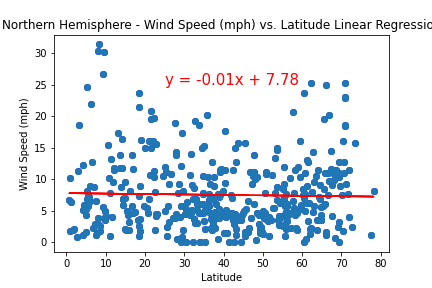 Northern Hemisphere - Wind Speed (mph) vs. Latitude Linear Regressio
y = -0.01x + 7.78
Wind Speed (mph)
30
25
20
15
10
5
0
0 10 20 30 40 50 60 70 80
Latitude